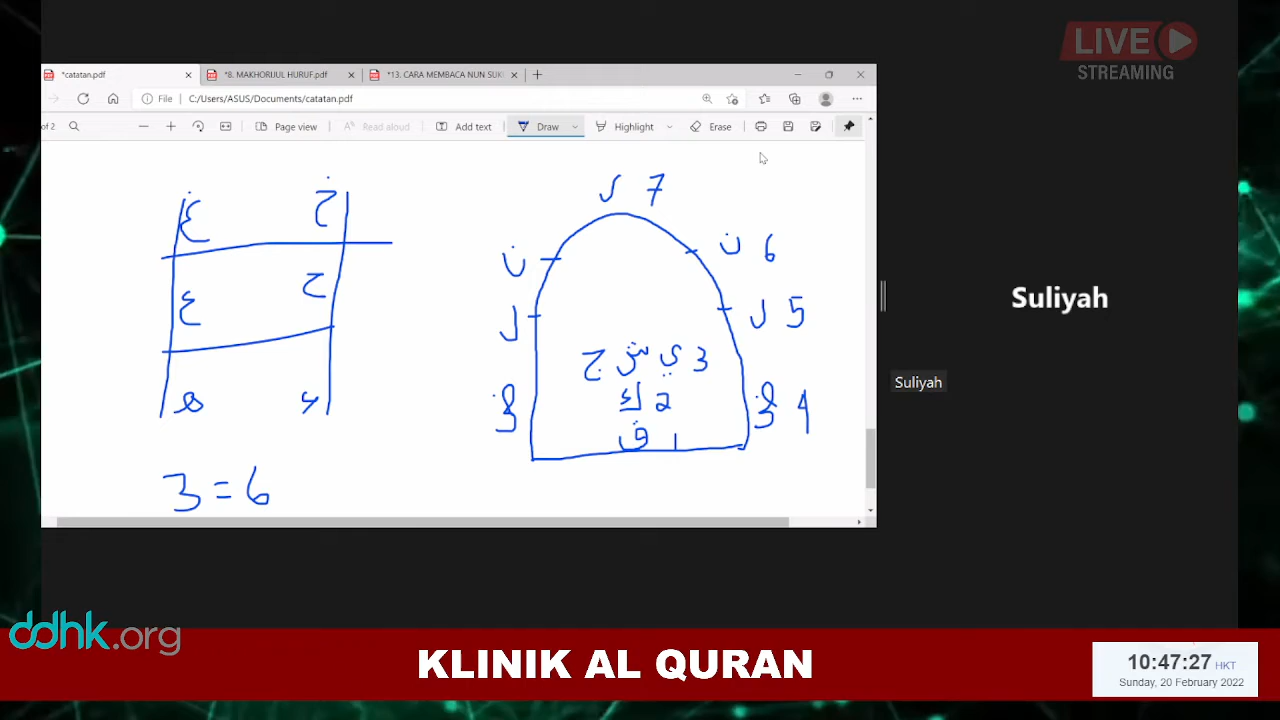 LIVE
STREAMING
*catatan.pdf
*8. MAKHORIJUL HURUF.pdf
*13. CARA MEMBACA NUN SUK
File
C:/Users/ASUS/Documents/catatan.pdf
of 2
Page view
Read aloud
Add text
Draw
Highlight
Erase
غ خ
ع ح
ه ء
3 = 6
ر 7
ن ن 6
ل ل 5
ج ش ي 3
ك 2
ض ض 4
ق 1
Suliyah
Suliyah
ddhk.org
KLINIK AL QURAN
10:47:27 HKT
Sunday, 20 February 2022